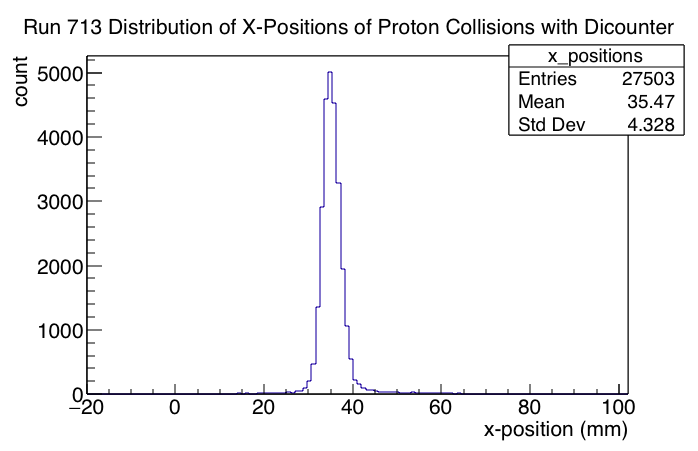 Run 713 Distribution of X-Positions of Proton Collisions with Dicounter
x_positions
Entries 27503
Mean 35.47
Std Dev 4.328
count
5000
4000
3000
2000
1000
0
−20 0 20 40 60 80 100
x-position (mm)